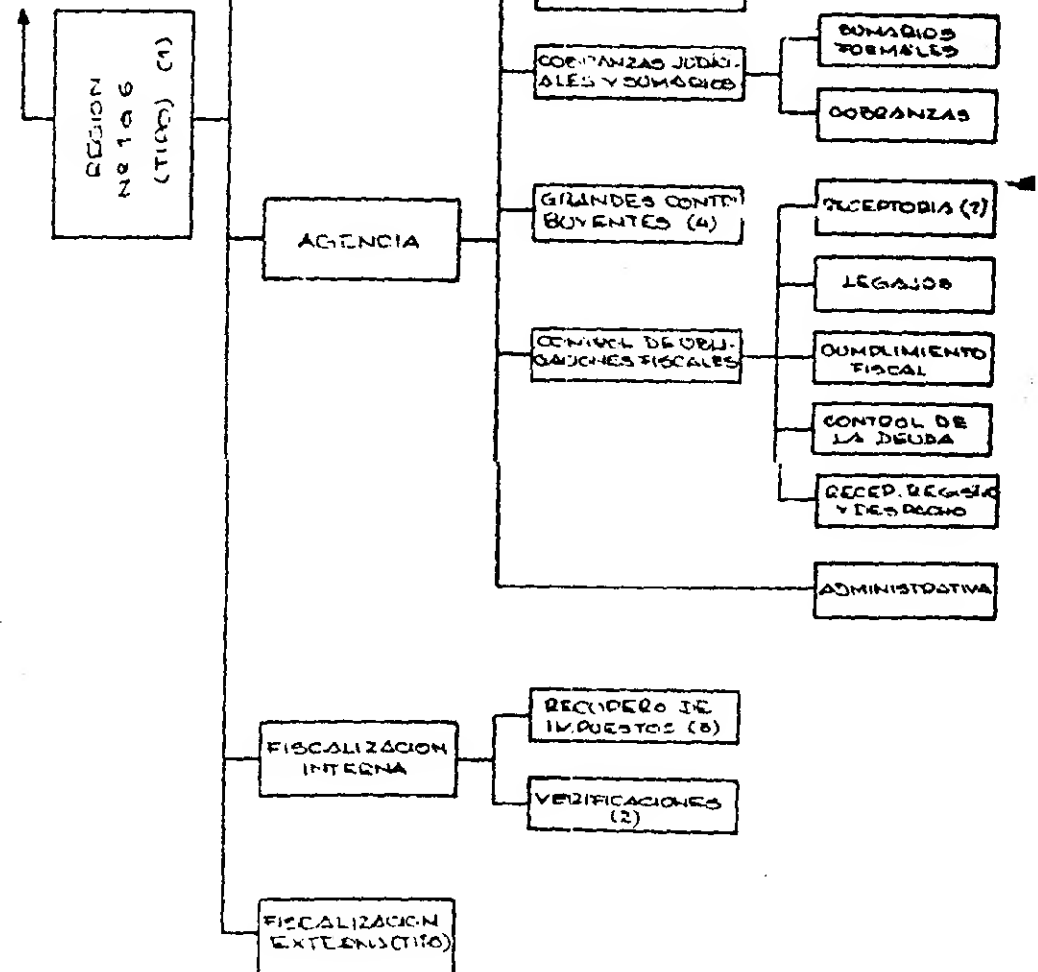 REGION
Nº 1 a 6
(TIPO) (1)
AGENCIA
COBRANZAS JUDICI-
ALES Y SUMARIOS
SUMARIOS
FORMALES
COBRANZAS
GRANDES CONTRI
BUYENTES (4)
RECEPTORIA
LEGAJOS
CONTROL DE OBLI-
GACIONES FISCALES
CUMPLIMIENTO
FISCAL
CONTROL DE
LA DEUDA
RECEP. REGISTRO
Y DESPACHO
ADMINISTRATIVA
FISCALIZACION
INTERNA
RECUPERO DE
IMPUESTOS
VERIFICACIONES
(2)
FISCALIZACION
EXTERNA (TIPO)